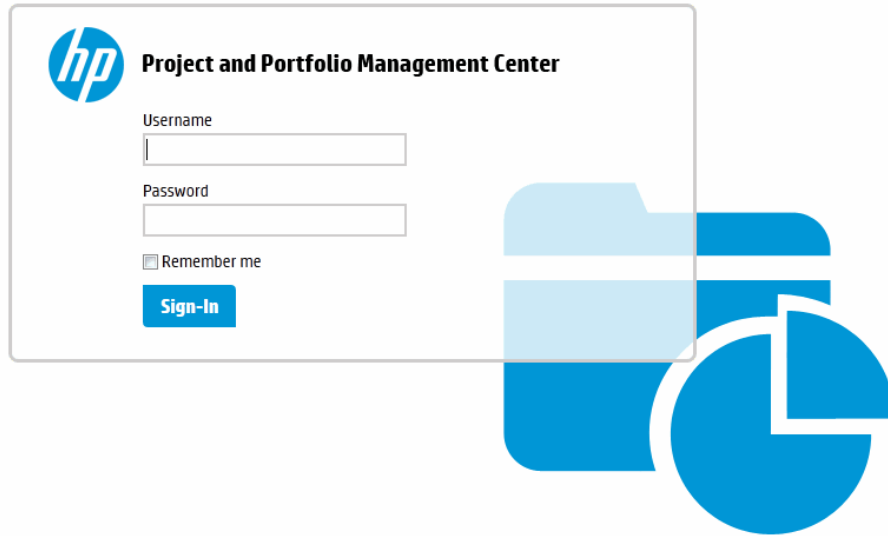 hp
Project and Portfolio Management Center
Username
Password
Remember me
Sign-In